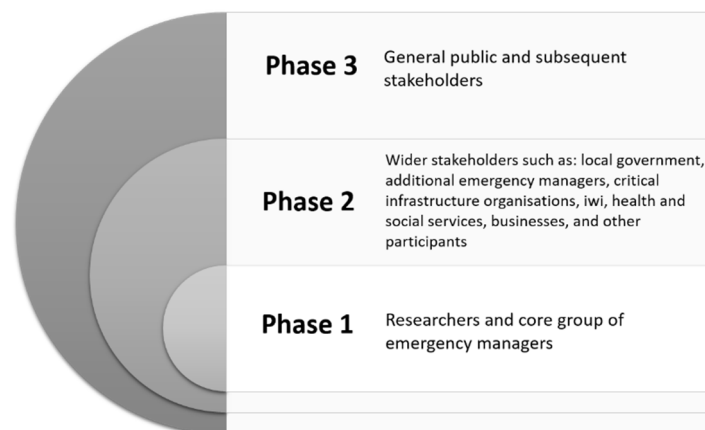 Phase 3
General public and subsequent
stakeholders
Phase 2
Wider stakeholders such as: local government,
additional emergency managers, critical
infrastructure organisations, iwi, health and
social services, businesses, and other
participants
Phase 1
Researchers and core group of
emergency managers